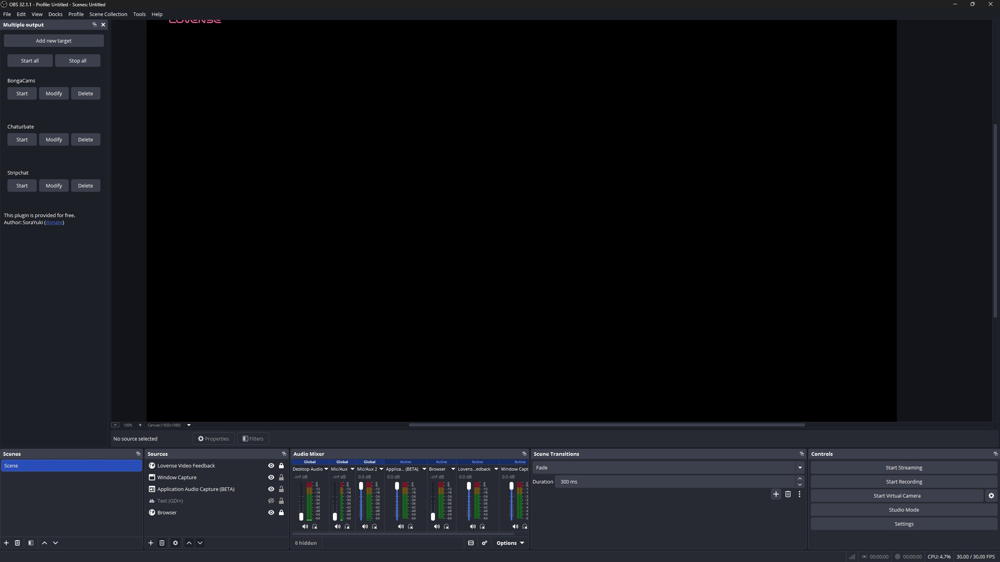 OBS 32.1.1 - Profile: Untitled - Scenes: Untitled
File Edit View Docks Profile Scene Collection Tools Help
Multiple output
Add new target
Start all Stop all
BongaCams
Start Modify Delete
Chaturbate
Start Modify Delete
Stripchat
Start Modify Delete
This plugin is provided for free.
Author: SoraYuki (donate)
LOVENSE
100% Canvas (1920x1080)
No source selected Properties Filters
Scenes
Scene
Sources
Lovense Video Feedback
Window Capture
Application Audio Capture (BETA)
ab Text (GDI+)
Browser
Audio Mixer
Global Global Global Active Active Active Active
Desktop Audio Mic/Aux Mic/Aux 2 Applica... (BETA) Browser Lovens...edback Window Capt
-inf dB -inf dB 0.0 dB 0.0 dB -inf dB 0.0 dB 0.0 dB
0 hidden Options
Scene Transitions
Fade
Duration 300 ms
Controls
Start Streaming
Start Recording
Start Virtual Camera
Studio Mode
Settings
00:00:00 00:00:00 CPU: 4.7% 30.00 / 30.00 FPS